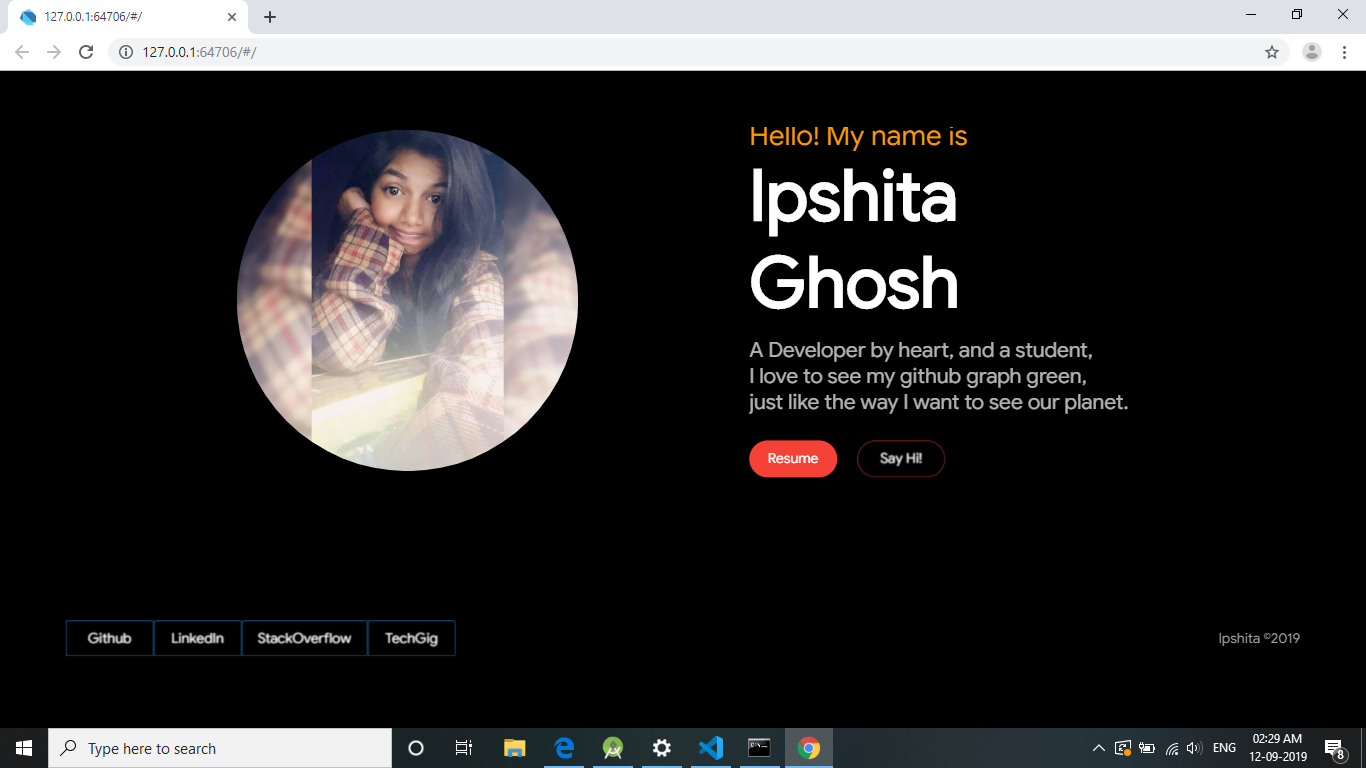 127.0.0.1:64706/#/
127.0.0.1:64706/#/
Hello! My name is
Ipshita
Ghosh
A Developer by heart, and a student,
I love to see my github graph green,
just like the way I want to see our planet.
Resume Say Hi!
Github LinkedIn StackOverflow TechGig Ipshita ©2019
Type here to search ENG 02:29 AM
12-09-2019 8